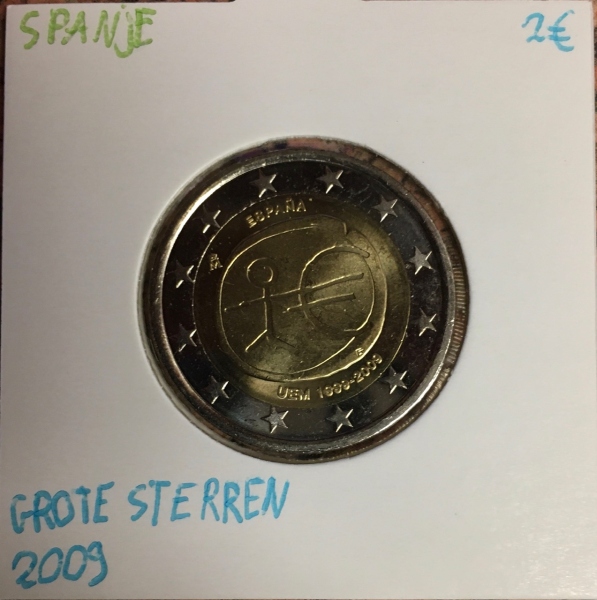 SPANJE
2€
ESPAÑA
M
€
UEM 1999-2009
GROTE STERREN
2009